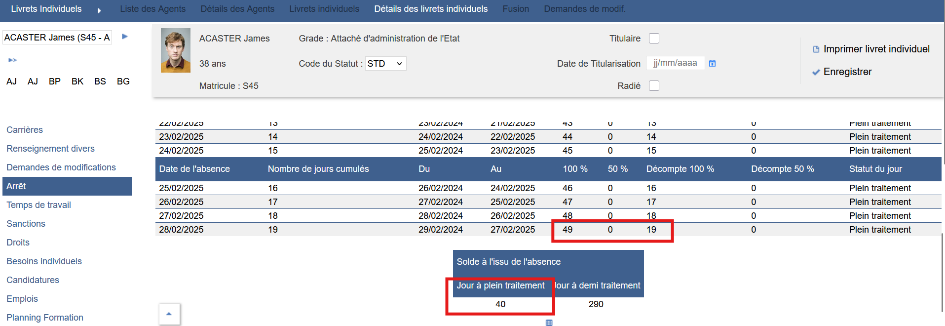 Livrets Individuels Liste des Agents Détails des Agents Livrets individuels Détails des livrets individuels Fusion Demandes de modif.
ACASTER James (S45 - A
AJ AJ BP BK BS BG
Carrières
Renseignement divers
Demandes de modifications
Arrêt
Temps de travail
Sanctions
Droits
Besoins individuels
Candidatures
Emplois
Planning Formation
ACASTER James Grade : Attaché d'administration de l'Etat Titulaire
38 ans Code du Statut : STD Date de Titularisation jj/mm/aaaa
Matricule : S45 Radié
Imprimer livret individuel
Enregistrer
22/02/2025 13 23/02/2024 21/02/2025 43 0 13 0 Plein traitement
23/02/2025 14 24/02/2024 22/02/2025 44 0 14 0 Plein traitement
24/02/2025 15 25/02/2024 23/02/2025 45 0 15 0 Plein traitement
Date de l'absence Nombre de jours cumulés Du Au 100 % 50 % Décompte 100 % Décompte 50 % Statut du jour
25/02/2025 16 26/02/2024 24/02/2025 46 0 16 0 Plein traitement
26/02/2025 17 27/02/2024 25/02/2025 47 0 17 0 Plein traitement
27/02/2025 18 28/02/2024 26/02/2025 48 0 18 0 Plein traitement
28/02/2025 19 29/02/2024 27/02/2025 49 0 19 0 Plein traitement
Solde à l'issu de l'absence
Jour à plein traitement Jour à demi traitement
40 290